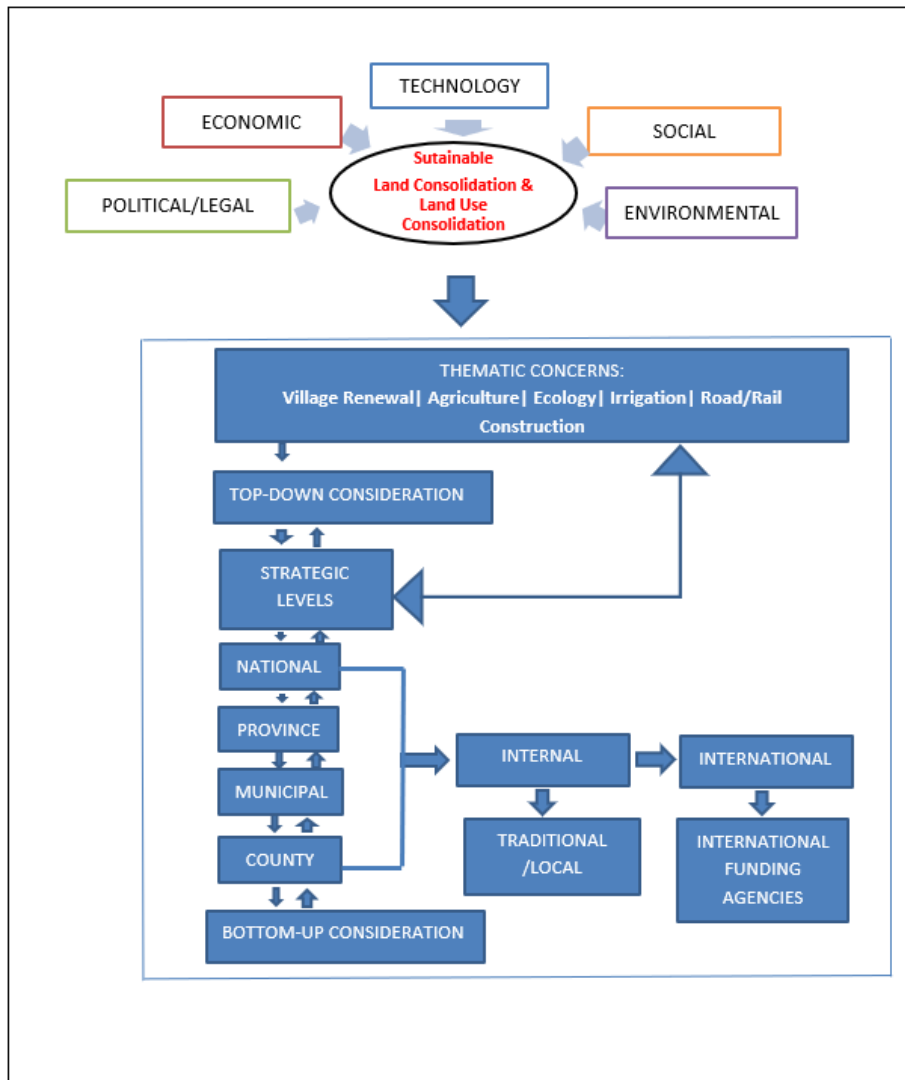 TECHNOLOGY
ECONOMIC
SOCIAL
Sutainable
Land Consolidation &
Land Use
Consolidation
POLITICAL/LEGAL
ENVIRONMENTAL
THEMATIC CONCERNS:
Village Renewal| Agriculture| Ecology| Irrigation| Road/Rail
Construction
TOP-DOWN CONSIDERATION
STRATEGIC
LEVELS
NATIONAL
PROVINCE
MUNICIPAL
COUNTY
BOTTOM-UP CONSIDERATION
INTERNAL
INTERNATIONAL
TRADITIONAL
/LOCAL
INTERNATIONAL
FUNDING
AGENCIES